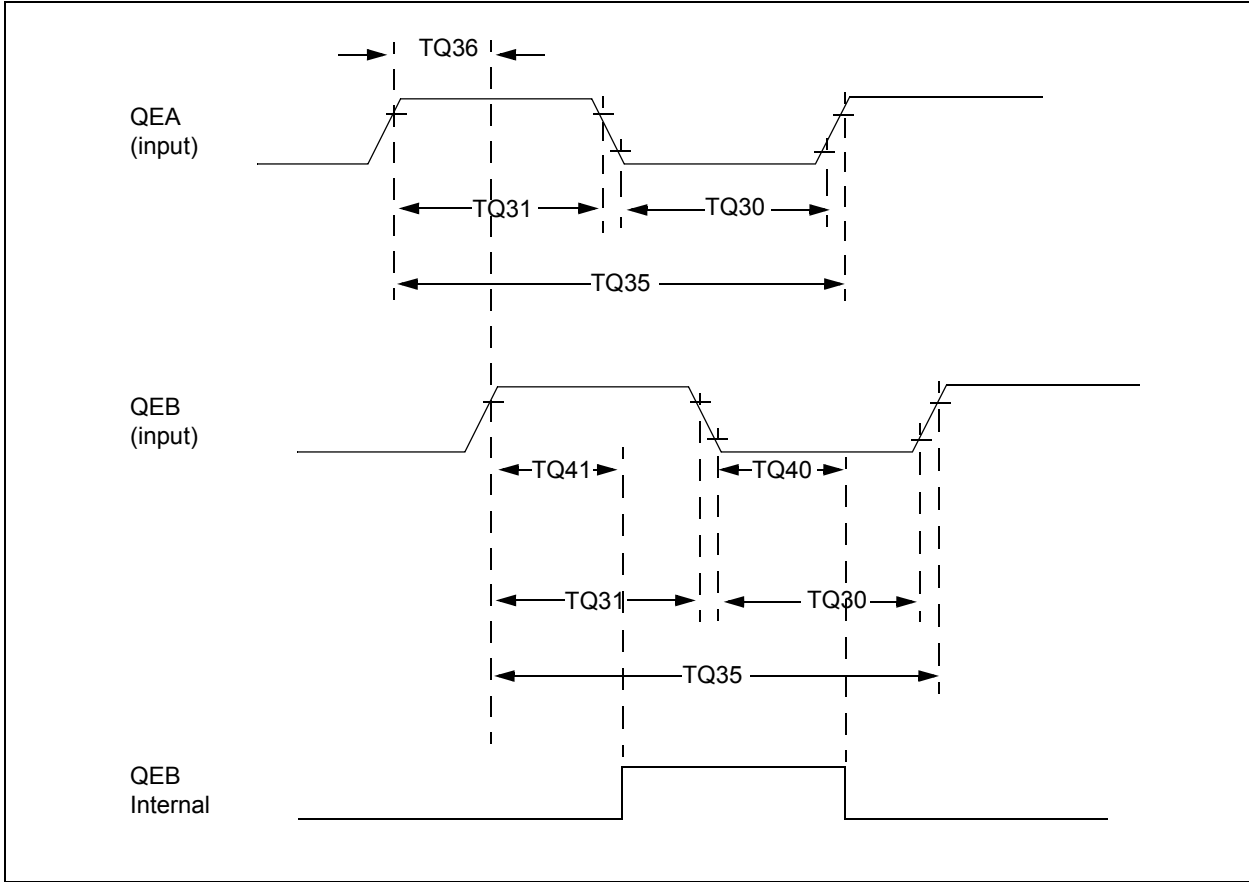 TQ36
QEA
(input)
TQ31
TQ30
TQ35
QEB
(input)
TQ41
TQ40
TQ31
TQ30
TQ35
QEB
Internal